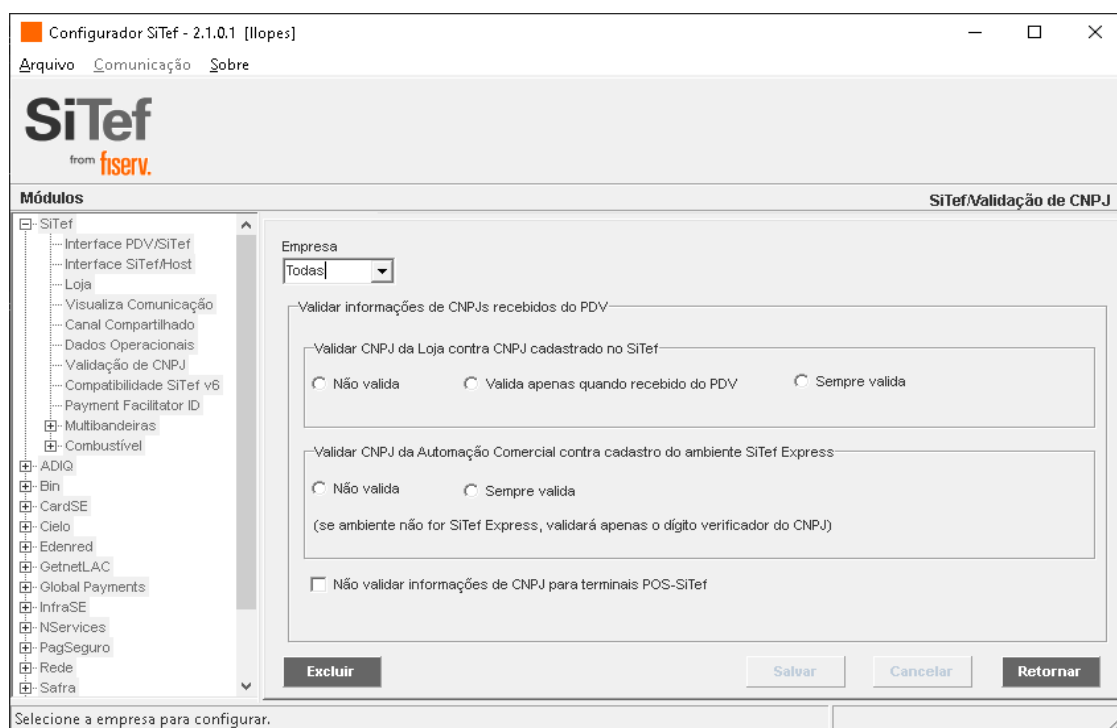 Configurador SiTef - 2.1.0.1 [llopes]
Arquivo Comunicação Sobre
SiTef
from fiserv.
Módulos
SiTef/Validação de CNPJ
SiTef
Interface PDV/SiTef
Interface SiTef/Host
Loja
Visualiza Comunicação
Canal Compartilhado
Dados Operacionais
Validação de CNPJ
Compatibilidade SiTef v6
Payment Facilitator ID
Multibandeiras
Combustível
ADIQ
Bin
CardSE
Cielo
Edenred
GetnetLAC
Global Payments
InfraSE
NServices
PagSeguro
Rede
Safra
Empresa
Todas
Validar informações de CNPJs recebidos do PDV
Validar CNPJ da Loja contra CNPJ cadastrado no SiTef
Não valida Valida apenas quando recebido do PDV Sempre valida
Validar CNPJ da Automação Comercial contra cadastro do ambiente SiTef Express
Não valida Sempre valida
(se ambiente não for SiTef Express, validará apenas o dígito verificador do CNPJ)
Não validar informações de CNPJ para terminais POS-SiTef
Excluir Salvar Cancelar Retornar
Selecione a empresa para configurar.